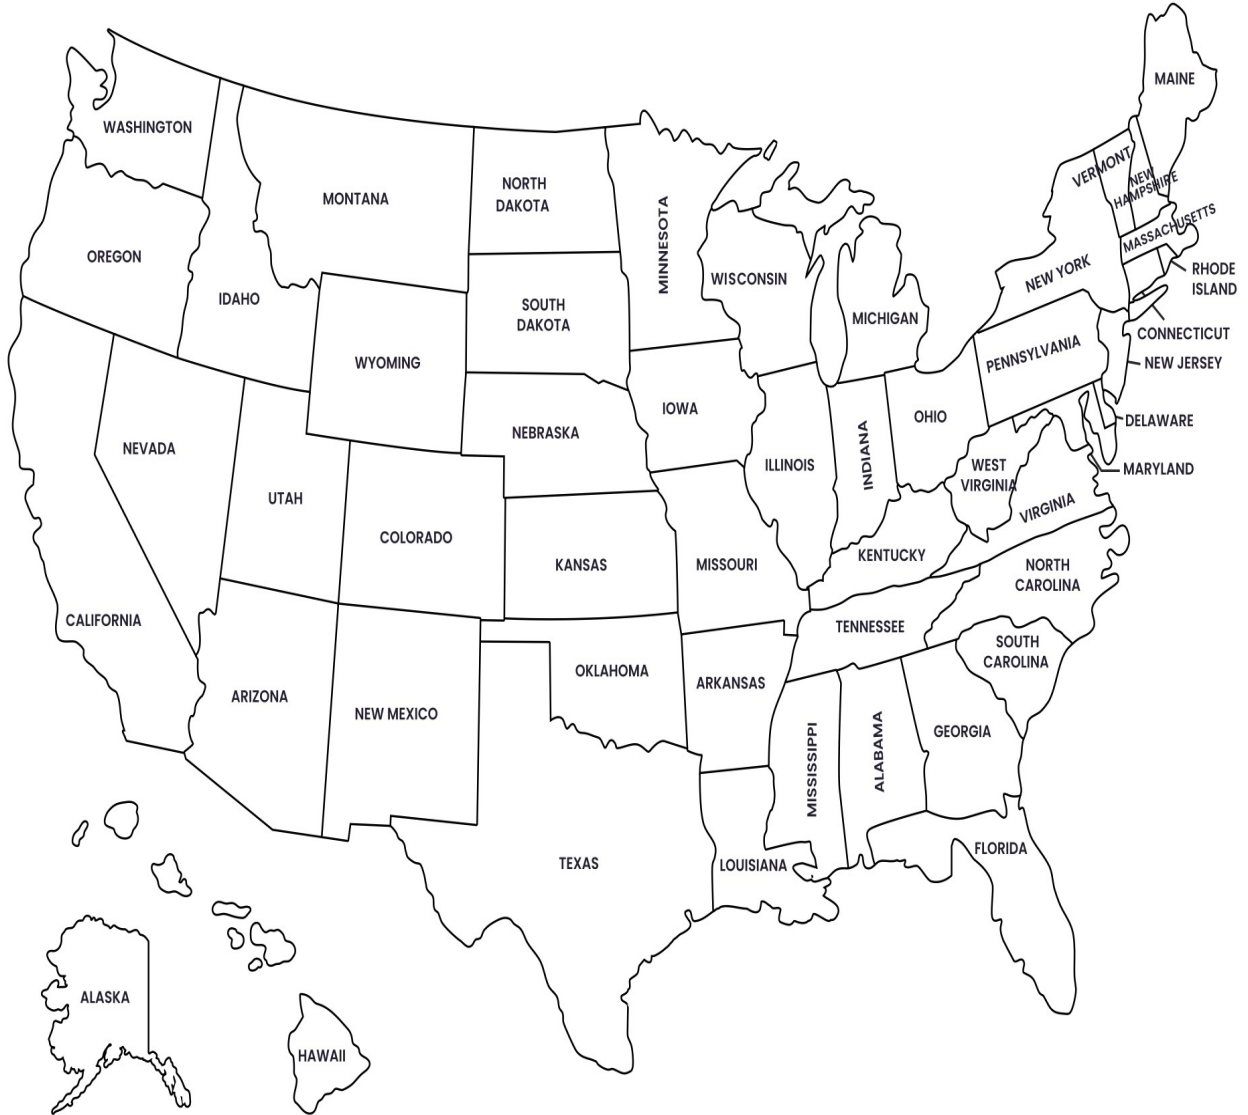 MAINE
WASHINGTON
VERMONT
NEW
HAMPSHIRE
MONTANA
NORTH
DAKOTA
MINNESOTA
MASSACHUSETTS
OREGON
IDAHO
WISCONSIN
NEW YORK
RHODE
ISLAND
SOUTH
DAKOTA
MICHIGAN
CONNECTICUT
WYOMING
PENNSYLVANIA
NEW JERSEY
IOWA
OHIO
DELAWARE
NEVADA
NEBRASKA
ILLINOIS
INDIANA
WEST
VIRGINIA
MARYLAND
UTAH
VIRGINIA
COLORADO
KANSAS
MISSOURI
KENTUCKY
NORTH
CAROLINA
CALIFORNIA
TENNESSEE
SOUTH
CAROLINA
ARIZONA
NEW MEXICO
OKLAHOMA
ARKANSAS
MISSISSIPPI
ALABAMA
GEORGIA
TEXAS
LOUISIANA
FLORIDA
ALASKA
HAWAII